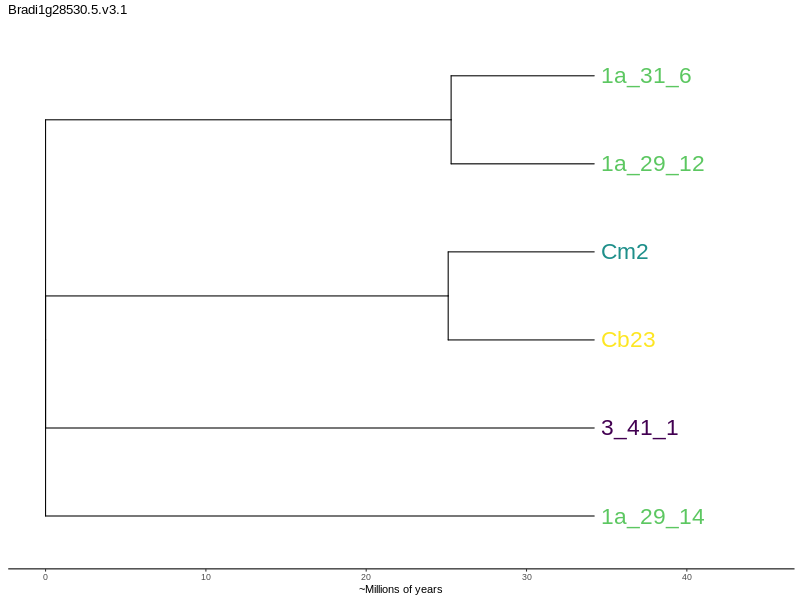 Bradi1g28530.5.v3.1
1a_31_6
1a_29_12
Cm2
Cb23
3_41_1
1a_29_14
0 10 20 30 40
~Millions of years